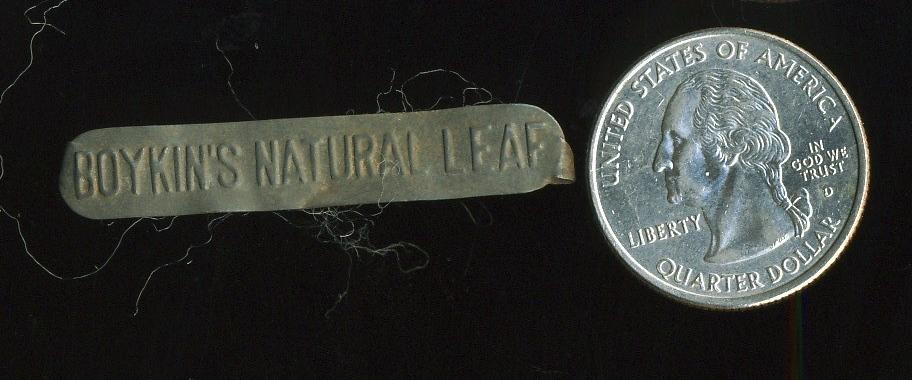 BOYKIN'S NATURAL LEAF
UNITED STATES OF AMERICA
IN
GOD WE
TRUST
D
LIBERTY
QUARTER DOLLAR